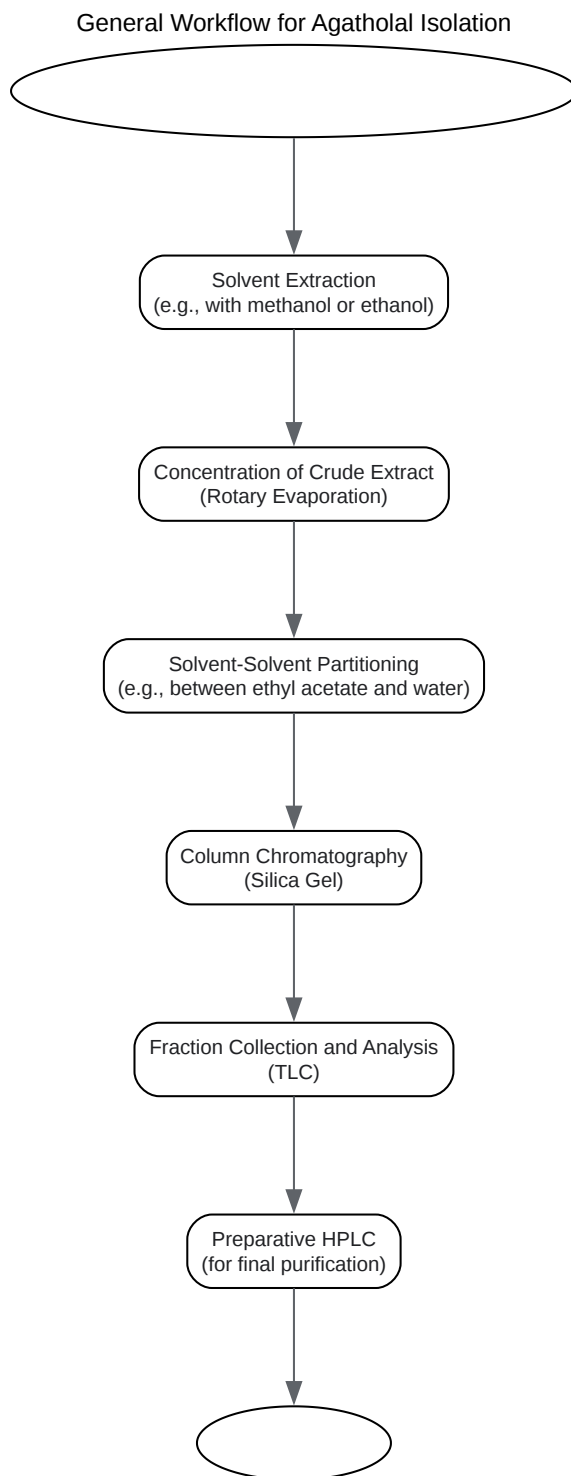 General Workflow for Agatholal Isolation
Solvent Extraction
(e.g., with methanol or ethanol)
Concentration of Crude Extract
(Rotary Evaporation)
Solvent-Solvent Partitioning
(e.g., between ethyl acetate and water)
Column Chromatography
(Silica Gel)
Fraction Collection and Analysis
(TLC)
Preparative HPLC
(for final purification)